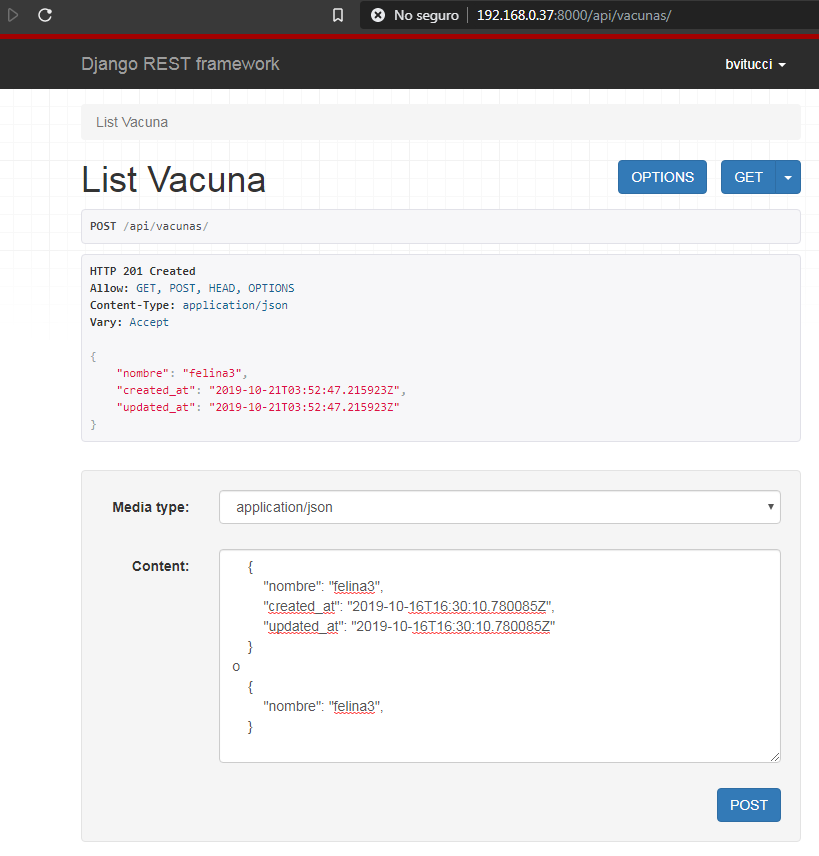 No seguro 192.168.0.37:8000/api/vacunas/
Django REST framework bvitucci
List Vacuna
List Vacuna OPTIONS GET
POST /api/vacunas/
HTTP 201 Created
Allow: GET, POST, HEAD, OPTIONS
Content-Type: application/json
Vary: Accept
{
"nombre": "felina3",
"created_at": "2019-10-21T03:52:47.215923Z",
"updated_at": "2019-10-21T03:52:47.215923Z"
}
Media type: application/json
Content: {
"nombre": "felina3",
"created_at": "2019-10-16T16:30:10.780085Z",
"updated_at": "2019-10-16T16:30:10.780085Z"
}
o
{
"nombre": "felina3",
}
POST